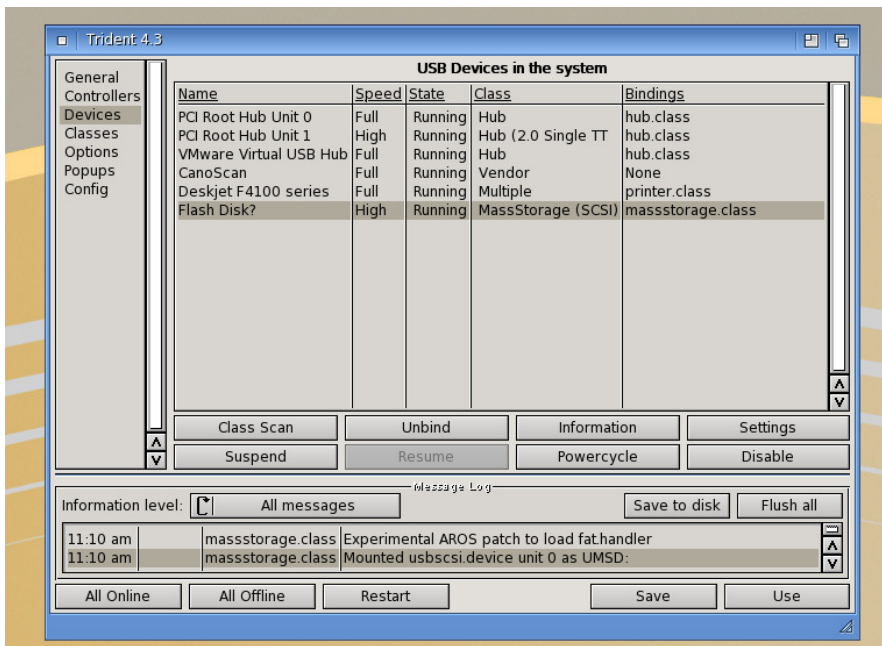 Trident 4.3
General
Controllers
Devices
Classes
Options
Popups
Config
USB Devices in the system
Name Speed State Class Bindings
PCI Root Hub Unit 0 Full Running Hub hub.class
PCI Root Hub Unit 1 High Running Hub (2.0 Single TT hub.class
VMware Virtual USB Hub Full Running Hub hub.class
CanoScan Full Running Vendor None
Deskjet F4100 series Full Running Multiple printer.class
Flash Disk? High Running MassStorage (SCSI) massstorage.class
Class Scan Unbind Information Settings
Suspend Resume Powercycle Disable
Message Log
Information level: All messages Save to disk Flush all
11:10 am massstorage.class Experimental AROS patch to load fat.handler
11:10 am massstorage.class Mounted usbscsi.device unit 0 as UMSD:
All Online All Offline Restart Save Use